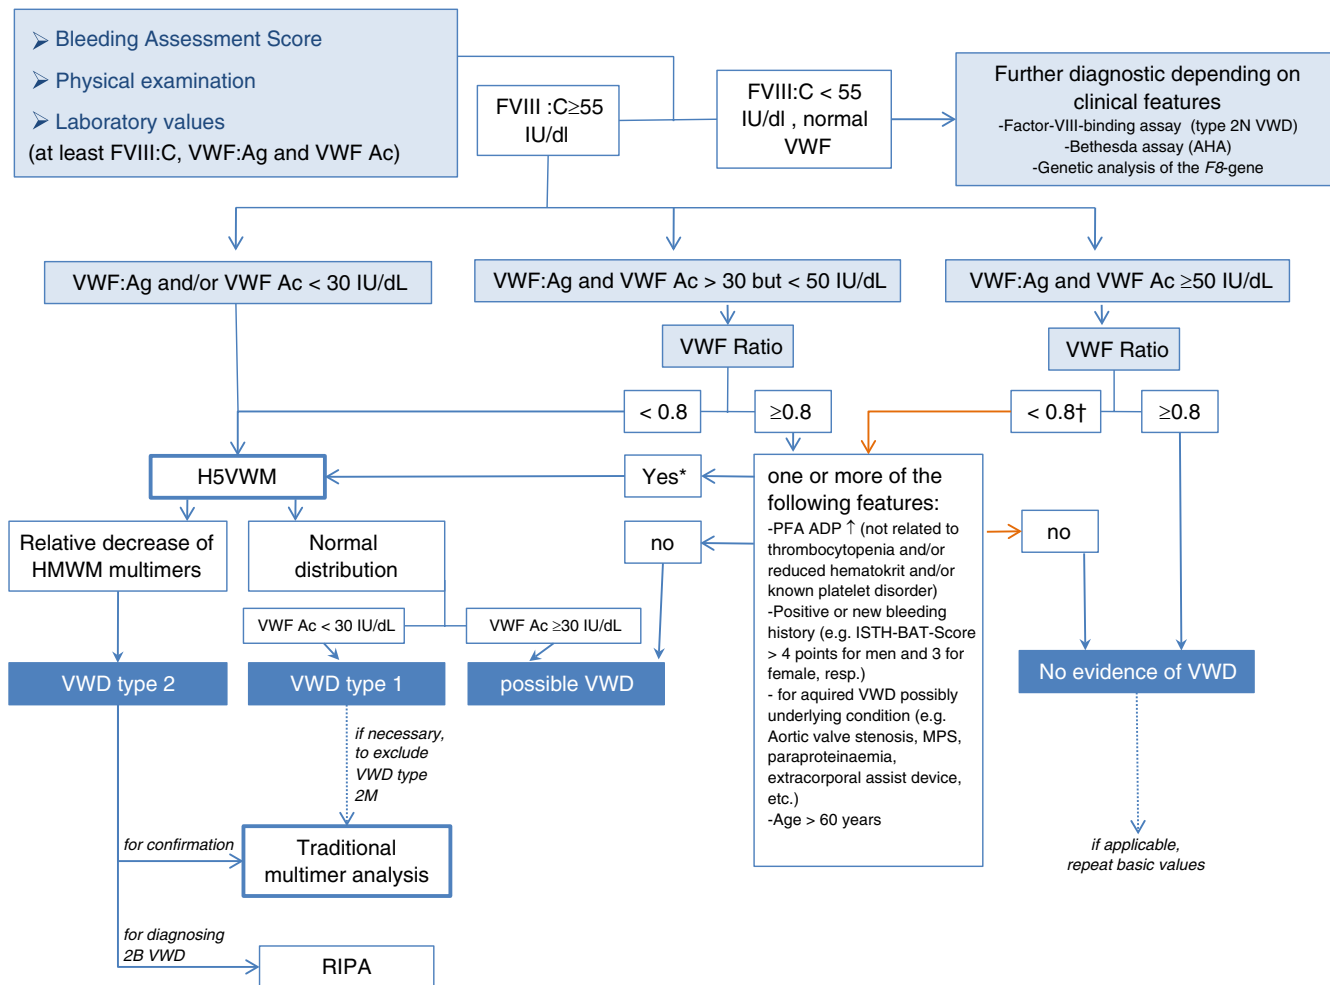 Bleeding Assessment Score
Physical examination
Laboratory values
(at least FVIII:C, VWF:Ag and VWF Ac)
FVIII :C≥55
IU/dl
FVIII:C < 55
IU/dl , normal
VWF
Further diagnostic depending on
clinical features
-Factor-VIII-binding assay (type 2N VWD)
-Bethesda assay (AHA)
-Genetic analysis of the F8-gene
VWF:Ag and/or VWF Ac < 30 IU/dL
VWF:Ag and VWF Ac > 30 but < 50 IU/dL
VWF:Ag and VWF Ac ≥50 IU/dL
VWF Ratio
VWF Ratio
< 0.8
≥0.8
< 0.8†
≥0.8
H5VWM
Yes*
one or more of the
following features:
-PFA ADP ↑ (not related to
thrombocytopenia and/or
reduced hematokrit and/or
known platelet disorder)
-Positive or new bleeding
history (e.g. ISTH-BAT-Score
> 4 points for men and 3 for
female, resp.)
- for aquired VWD possibly
underlying condition (e.g.
Aortic valve stenosis, MPS,
paraproteinaemia,
extracorporal assist device,
etc.)
-Age > 60 years
Relative decrease of
HMWM multimers
Normal
distribution
no
no
VWF Ac < 30 IU/dL
VWF Ac ≥30 IU/dL
VWD type 2
VWD type 1
possible VWD
No evidence of VWD
if necessary,
to exclude
VWD type
2M
for confirmation
Traditional
multimer analysis
if applicable,
repeat basic values
for diagnosing
2B VWD
RIPA